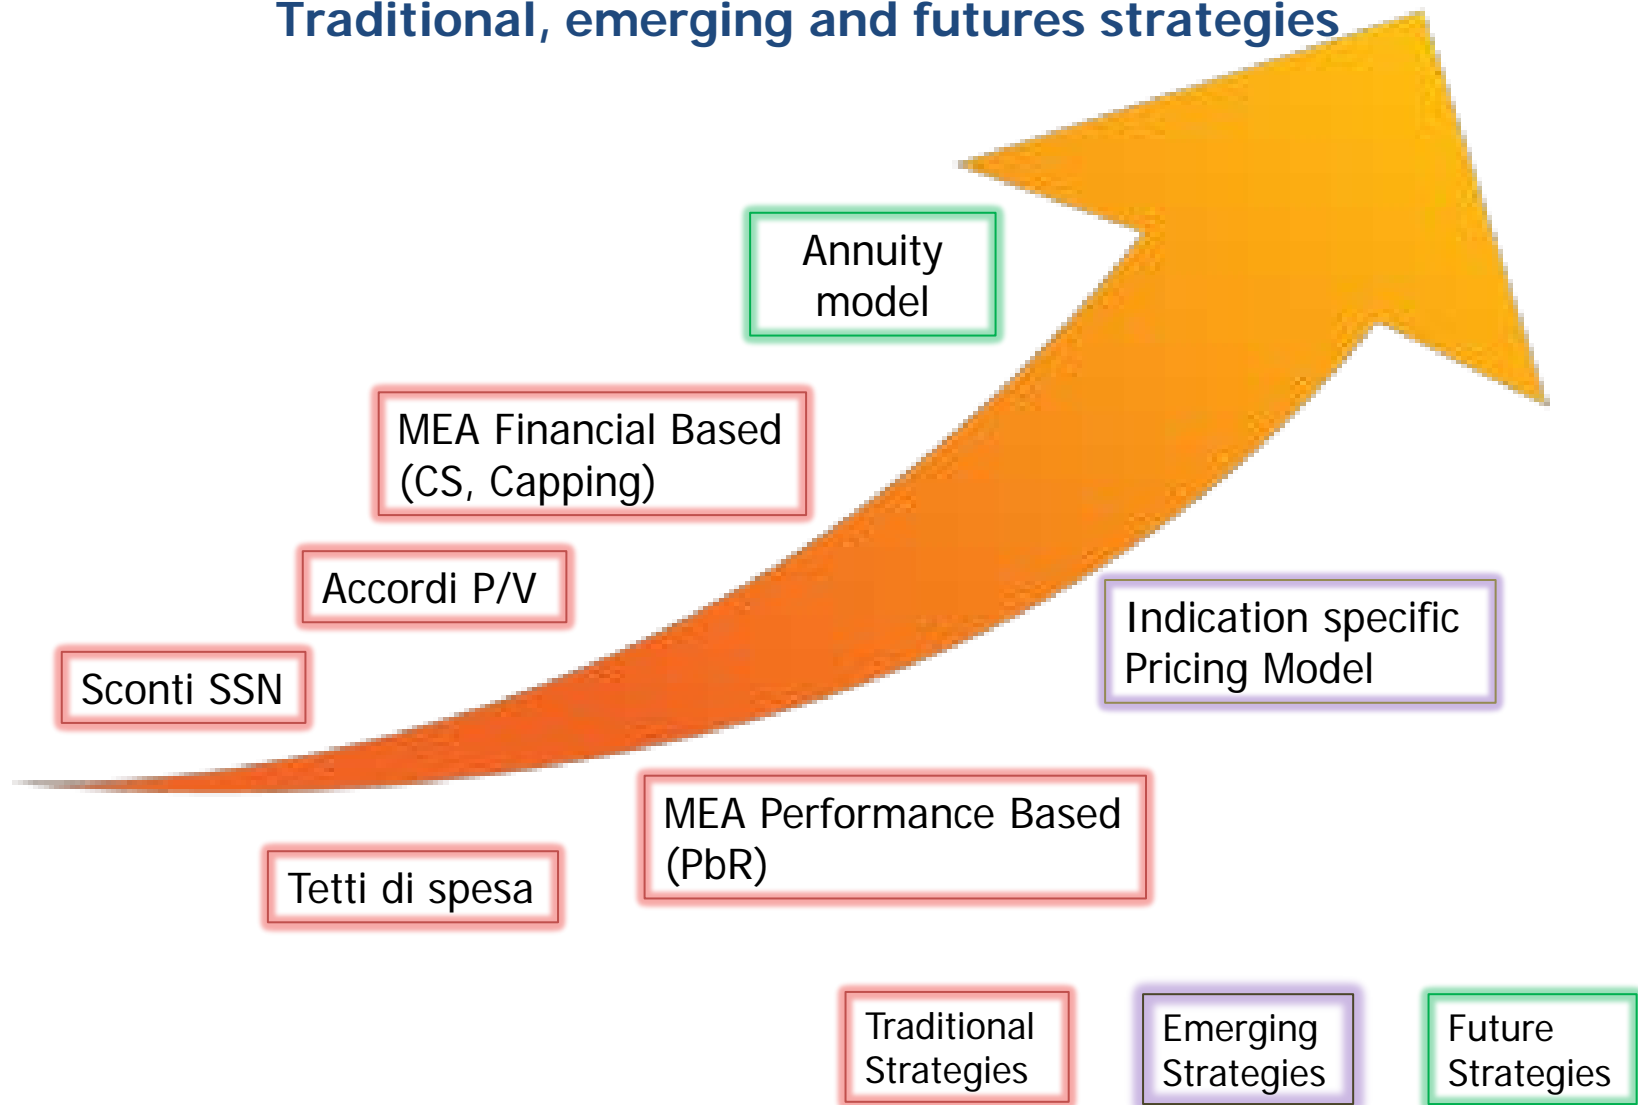 Traditional, emerging and futures strategies
Annuity
model
MEA Financial Based
(CS, Capping)
Accordi P/V
Indication specific
Pricing Model
Sconti SSN
MEA Performance Based
(PbR)
Tetti di spesa
Traditional
Strategies
Emerging
Strategies
Future
Strategies